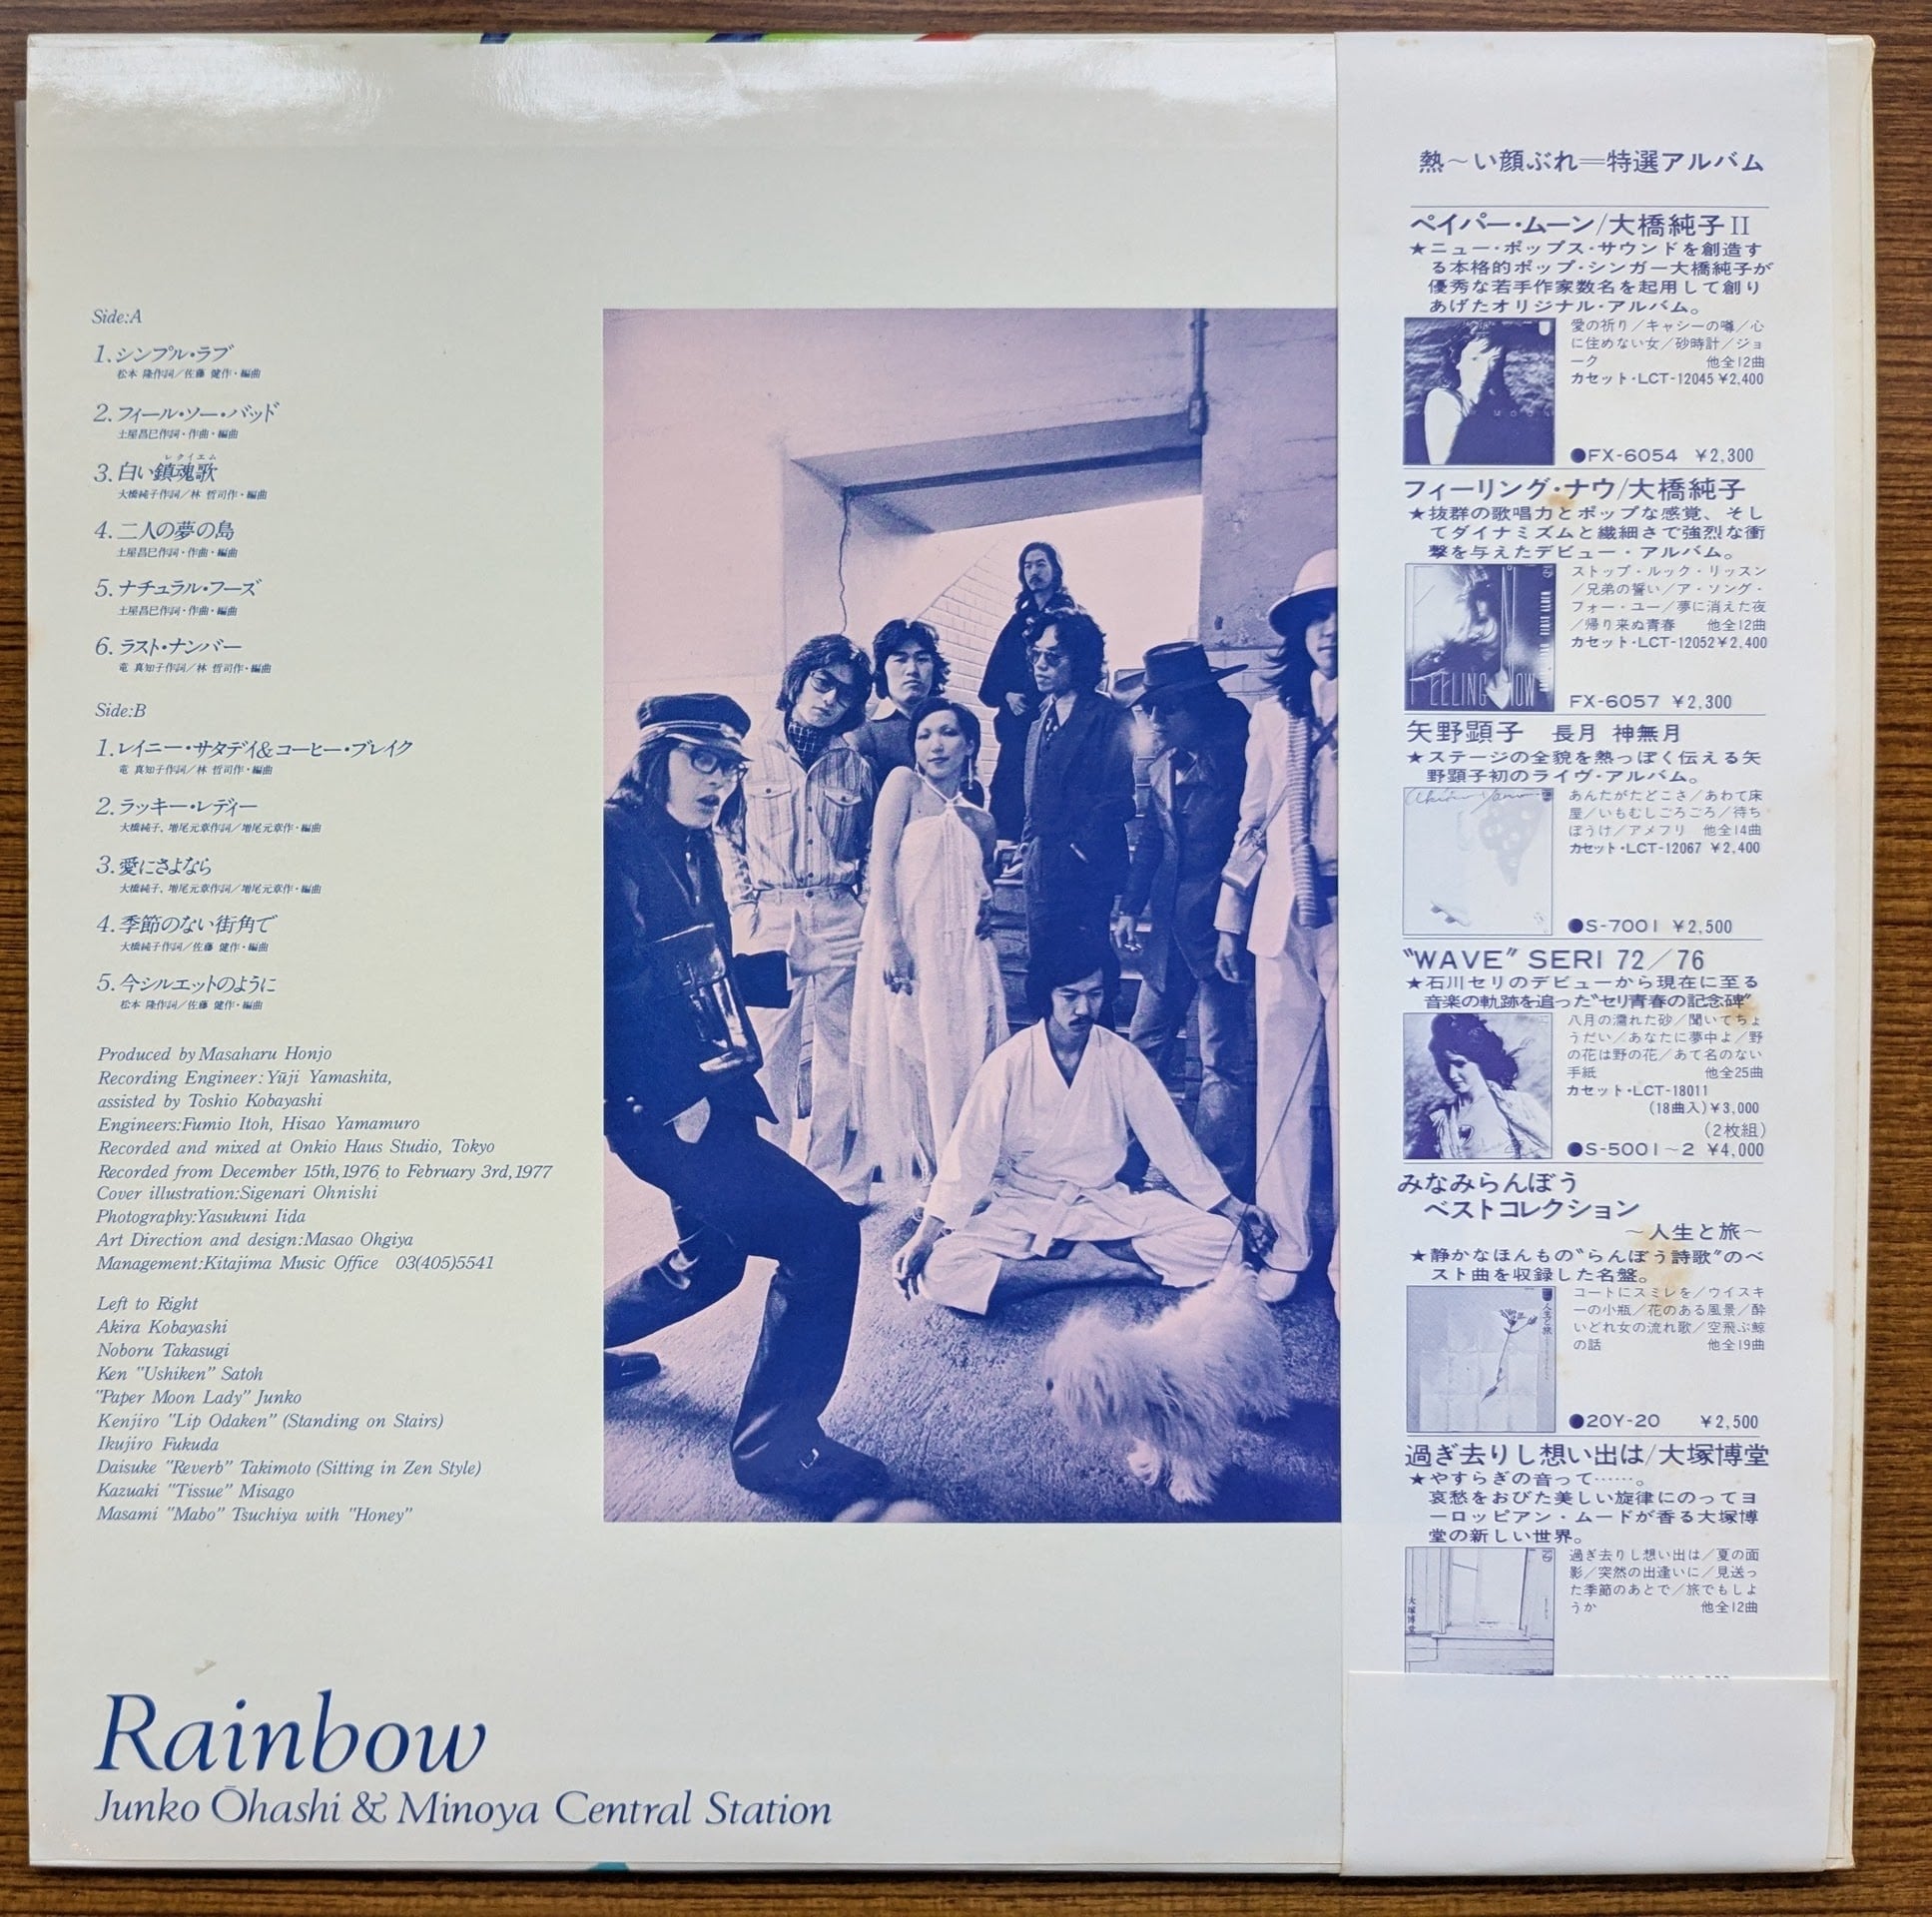 Side:A
1.シンプル・ラブ
松本 隆作詞／佐藤 健作・編曲
2.フィール・ソー・バッド
土屋昌巳作詞・作曲・編曲
レクイエム
3.白い鎮魂歌
大橋純子作詞／林 哲司作・編曲
4.二人の夢の島
土屋昌巳作詞・作曲・編曲
5.ナチュラル・フーズ
土屋昌巳作詞・作曲・編曲
6.ラスト・ナンバー
竜 真知子作詞／林 哲司作・編曲
Side:B
1.レイニー・サタデイ&コーヒー・ブレイク
竜 真知子作詞／林 哲司作・編曲
2.ラッキー・レディー
大橋純子、増尾元章作詞／増尾元章作・編曲
3.愛にさよなら
大橋純子、増尾元章作詞／増尾元章作・編曲
4.季節のない街角で
大橋純子作詞／佐藤 健作・編曲
5.今シルエットのように
松本 隆作詞／佐藤 健作・編曲
Produced by Masaharu Honjo
Recording Engineer:Yūji Yamashita,
assisted by Toshio Kobayashi
Engineers:Fumio Itoh, Hisao Yamamuro
Recorded and mixed at Onkio Haus Studio, Tokyo
Recorded from December 15th,1976 to February 3rd,1977
Cover illustration:Sigenari Ohnishi
Photography:Yasukuni Iida
Art Direction and design:Masao Ohgiya
Management:Kitajima Music Office 03(405)5541
Left to Right
Akira Kobayashi
Noboru Takasugi
Ken "Ushiken" Satoh
"Paper Moon Lady" Junko
Kenjiro "Lip Odaken" (Standing on Stairs)
Ikujiro Fukuda
Daisuke "Reverb" Takimoto (Sitting in Zen Style)
Kazuaki "Tissue" Misago
Masami "Mabo" Tsuchiya with "Honey"
Rainbow
Junko Ōhashi & Minoya Central Station
熱〜い顔ぶれ＝特選アルバム
ペイパー・ムーン/大橋純子II
★ニュー・ポップス・サウンドを創造す
る本格的ポップ・シンガー大橋純子が
優秀な若手作家数名を起用して創り
あげたオリジナル・アルバム。
愛の祈り／キャシーの噂／心
に住めない女／砂時計／ジョ
ーク 他全12曲
カセット・LCT-12045 ¥2,400
●FX-6054 ¥2,300
フィーリング・ナウ/大橋純子
★抜群の歌唱力とポップな感覚、そし
てダイナミズムと繊細さで強烈な衝
撃を与えたデビュー・アルバム。
ストップ・ルック・リッスン
／兄弟の誓い／ア・ソング・
フォー・ユー／夢に消えた夜
／帰り来ぬ青春 他全12曲
カセット・LCT-12052 ¥2,400
FEELING NOW
FX-6057 ¥2,300
矢野顕子 長月 神無月
★ステージの全貌を熱っぽく伝える矢
野顕子初のライヴ・アルバム。
Akiko Yano
あんたがたどこさ／あわて床
屋／いもむしごろごろ／待ち
ぼうけ／アメフリ 他全14曲
カセット・LCT-12067 ¥2,400
●S-7001 ¥2,500
"WAVE" SERI 72／76
★石川セリのデビューから現在に至る
音楽の軌跡を追った"セリ青春の記念碑"
八月の濡れた砂／聞いてちょ
うだい／あなたに夢中よ／野
の花は野の花／あて名のない
手紙 他全25曲
カセット・LCT-18011
(18曲入)¥3,000
(2枚組)
●S-5001〜2 ¥4,000
みなみらんぼう
ベストコレクション
〜人生と旅〜
★静かなほんもの"らんぼう詩歌"のベ
スト曲を収録した名盤。
人生と旅
コートにスミレを／ウイスキ
ーの小瓶／花のある風景／酔
いどれ女の流れ歌／空飛ぶ鯨
の話 他全19曲
●20Y-20 ¥2,500
過ぎ去りし想い出は/大塚博堂
★やすらぎの音って……。
哀愁をおびた美しい旋律にのってヨ
ーロッピアン・ムードが香る大塚博
堂の新しい世界。
大塚博堂
過ぎ去りし想い出は／夏の面
影／突然の出逢いに／見送っ
た季節のあとで／旅でもしよ
うか 他全12曲